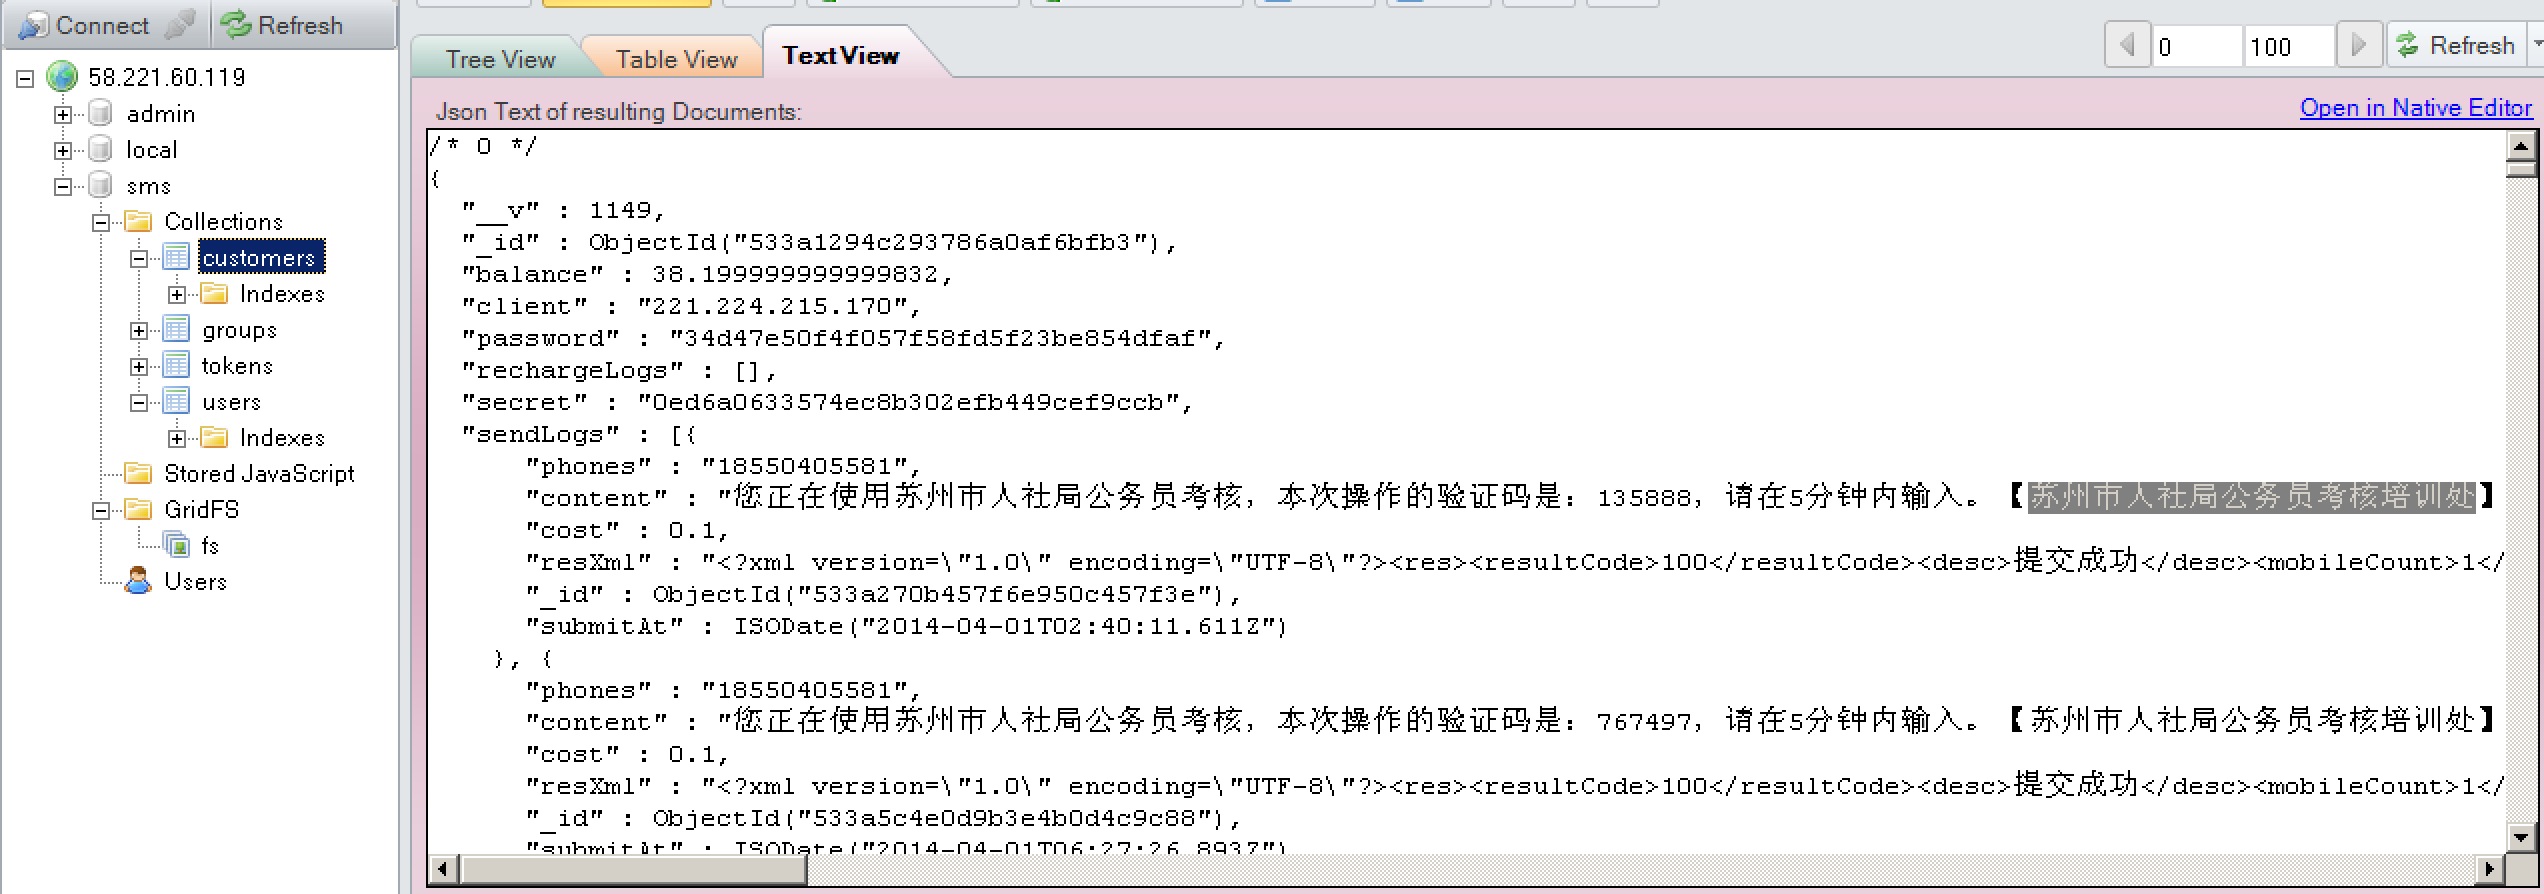 Connect
Refresh
58.221.60.119
admin
local
sms
Collections
customers
Indexes
groups
tokens
users
Indexes
Stored JavaScript
GridFS
fs
Users
Tree View
Table View
Text View
0
100
Refresh
Json Text of resulting Documents:
Open in Native Editor
/* 0 */
{
"__v" : 1149,
"_id" : ObjectId("533a1294c293786a0af6bfb3"),
"balance" : 38.199999999999832,
"client" : "221.224.215.170",
"password" : "34d47e50f4f057f58fd5f23be854dfaf",
"rechargeLogs" : [],
"secret" : "0ed6a0633574ec8b302efb449cef9ccb",
"sendLogs" : [{
"phones" : "18550405581",
"content" : "您正在使用苏州市人社局公务员考核，本次操作的验证码是：135888，请在5分钟内输入。【苏州市人社局公务员考核培训处】
"cost" : 0.1,
"resXml" : "<?xml version=\"1.0\" encoding=\"UTF-8\"?><res><resultCode>100</resultCode><desc>提交成功</desc><mobileCount>1</
"_id" : ObjectId("533a270b457f6e950c457f3e"),
"submitAt" : ISODate("2014-04-01T02:40:11.611Z")
}, {
"phones" : "18550405581",
"content" : "您正在使用苏州市人社局公务员考核，本次操作的验证码是：767497，请在5分钟内输入。【苏州市人社局公务员考核培训处】
"cost" : 0.1,
"resXml" : "<?xml version=\"1.0\" encoding=\"UTF-8\"?><res><resultCode>100</resultCode><desc>提交成功</desc><mobileCount>1</
"_id" : ObjectId("533a5c4e0d9b3e4b0d4c9c88"),
"submitAt" : ISODate("2014-04-01T06:27:26.893Z")